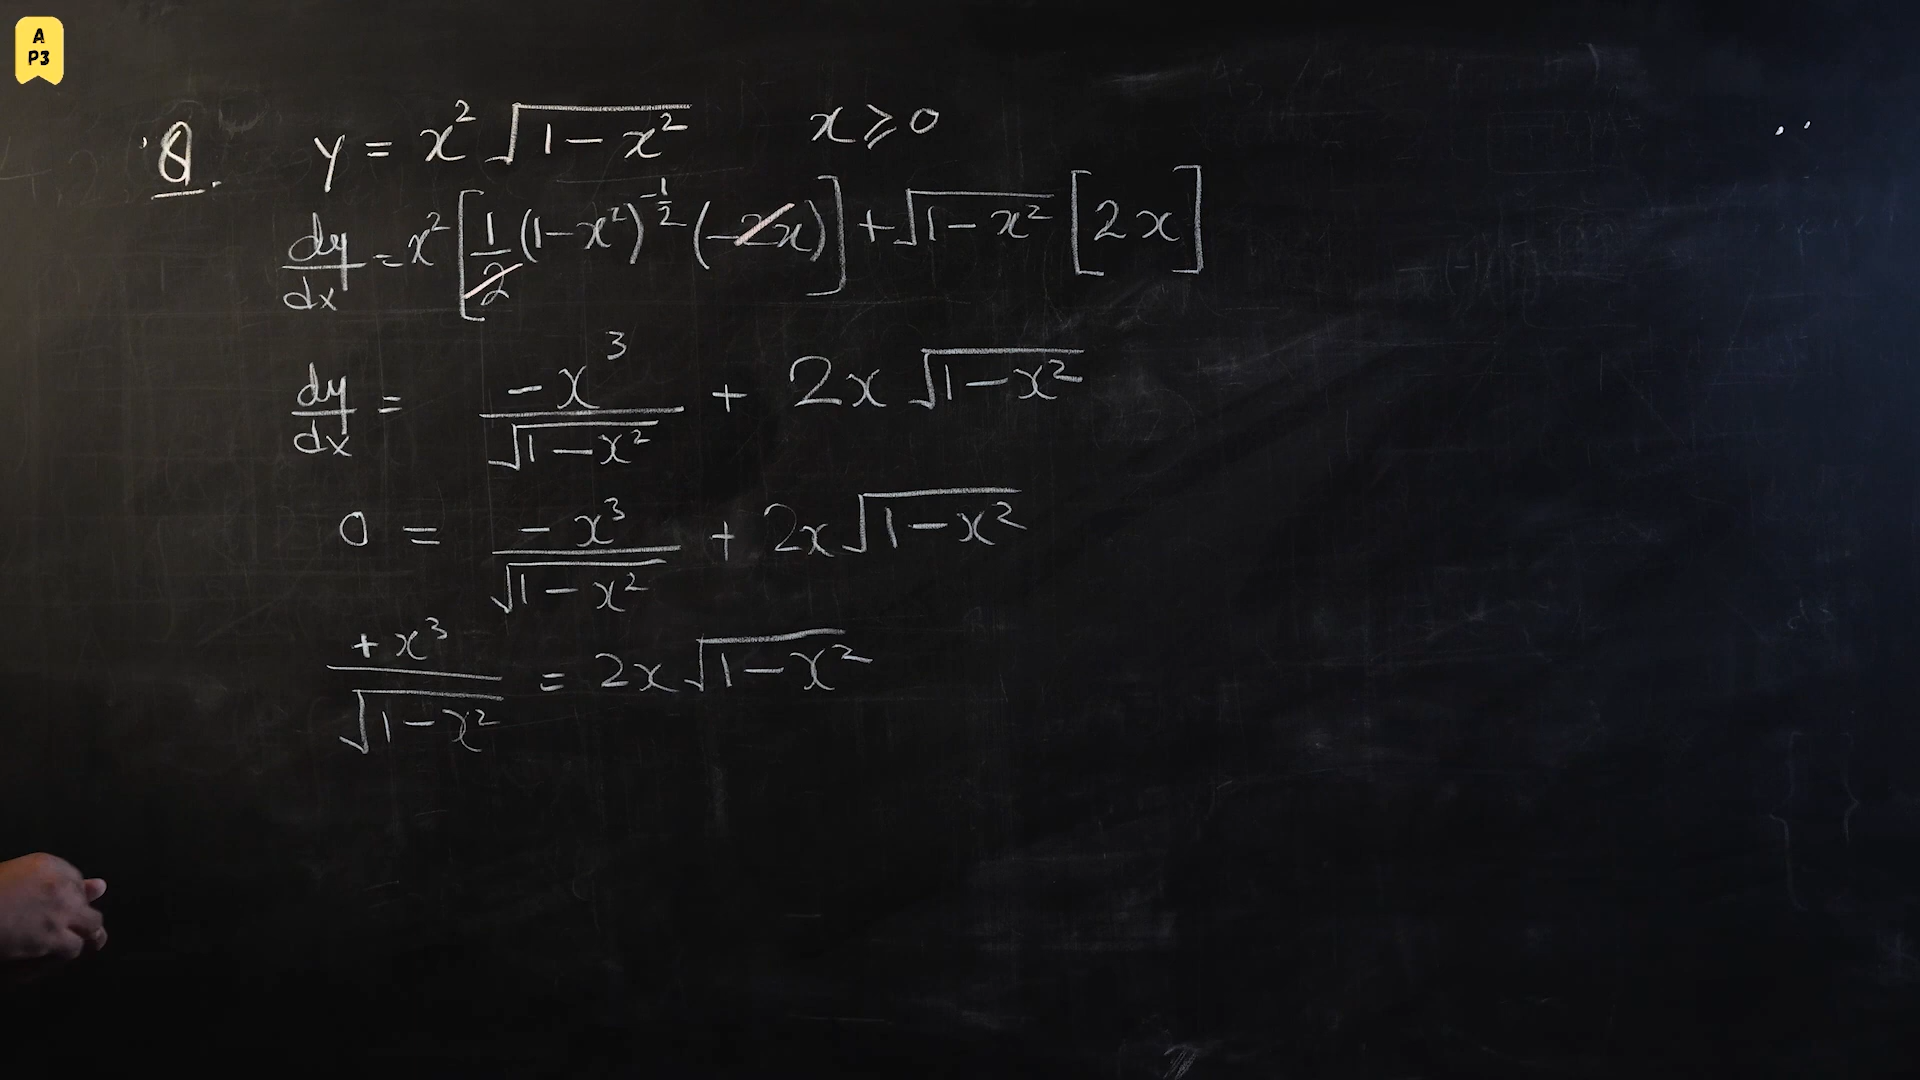 A
P3
Q. y = x² √(1 − x²) x ⩾ 0
dy/dx = x² [1/2 (1−x²)^(−1/2) (−2x)] + √(1−x²) [2x]
dy/dx = −x³/√(1−x²) + 2x √(1−x²)
0 = −x³/√(1−x²) + 2x√(1−x²)
+x³/√(1−x²) = 2x√(1−x²)